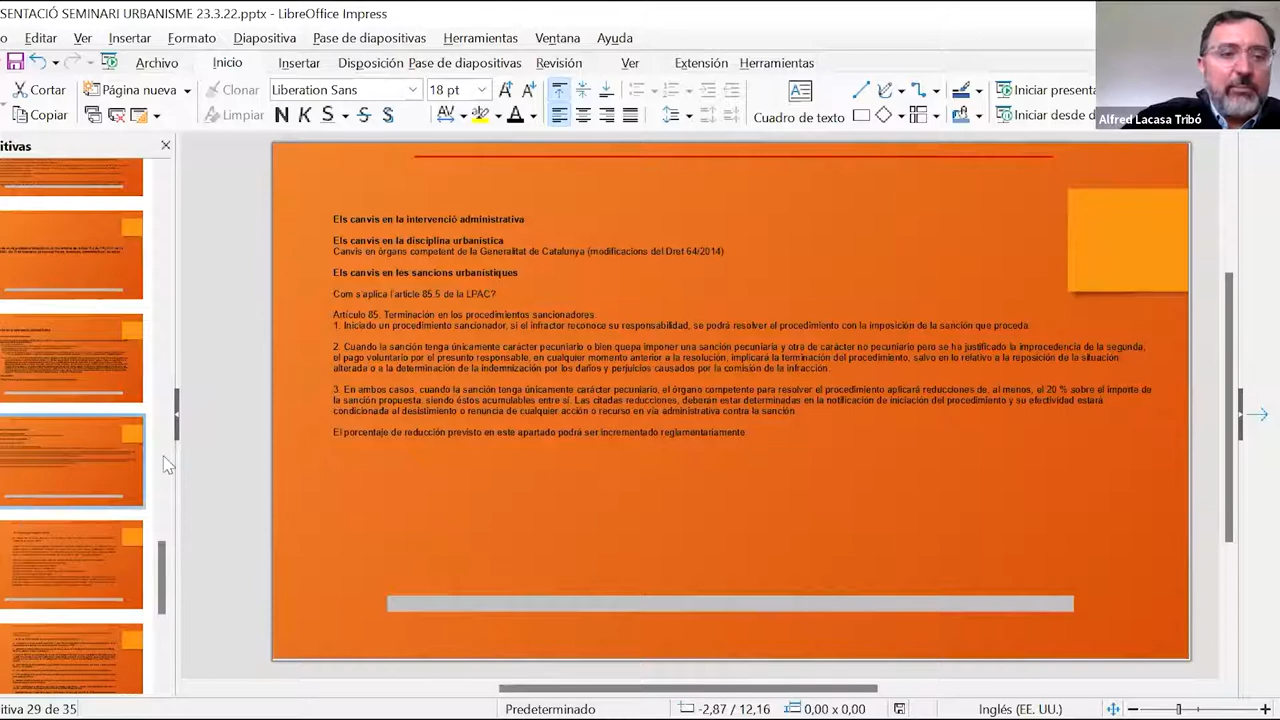 SENTACIÓ SEMINARI URBANISME 23.3.22.pptx - LibreOffice Impress
o Editar Ver Insertar Formato Diapositiva Pase de diapositivas Herramientas Ventana Ayuda
Archivo Inicio Insertar Disposición Pase de diapositivas Revisión Ver Extensión Herramientas
Cortar Página nueva Clonar Liberation Sans 18 pt Iniciar present
Copiar Limpiar N K S S S Cuadro de texto Iniciar desde d
Alfred Lacasa Tribó
itivas
Els canvis en la intervenció administrativa
Els canvis en la disciplina urbanística
Canvis en òrgans competent de la Generalitat de Catalunya (modificacions del Dret 64/2014)
Els canvis en les sancions urbanístiques
Com s'aplica l'article 85.5 de la LPAC?
Artículo 85. Terminación en los procedimientos sancionadores.
1. Iniciado un procedimiento sancionador, si el infractor reconoce su responsabilidad, se podrá resolver el procedimiento con la imposición de la sanción que proceda.
2. Cuando la sanción tenga únicamente carácter pecuniario o bien quepa imponer una sanción pecuniaria y otra de carácter no pecuniario pero se ha justificado la improcedencia de la segunda,
el pago voluntario por el presunto responsable, en cualquier momento anterior a la resolución, implicará la terminación del procedimiento, salvo en lo relativo a la reposición de la situación
alterada o a la determinación de la indemnización por los daños y perjuicios causados por la comisión de la infracción.
3. En ambos casos, cuando la sanción tenga únicamente carácter pecuniario, el órgano competente para resolver el procedimiento aplicará reducciones de, al menos, el 20 % sobre el importe de
la sanción propuesta, siendo éstos acumulables entre sí. Las citadas reducciones, deberán estar determinadas en la notificación de iniciación del procedimiento y su efectividad estará
condicionada al desistimiento o renuncia de cualquier acción o recurso en vía administrativa contra la sanción.
El porcentaje de reducción previsto en este apartado podrá ser incrementado reglamentariamente.
itiva 29 de 35 Predeterminado -2,87 / 12,16 0,00 x 0,00 Inglés (EE. UU.)